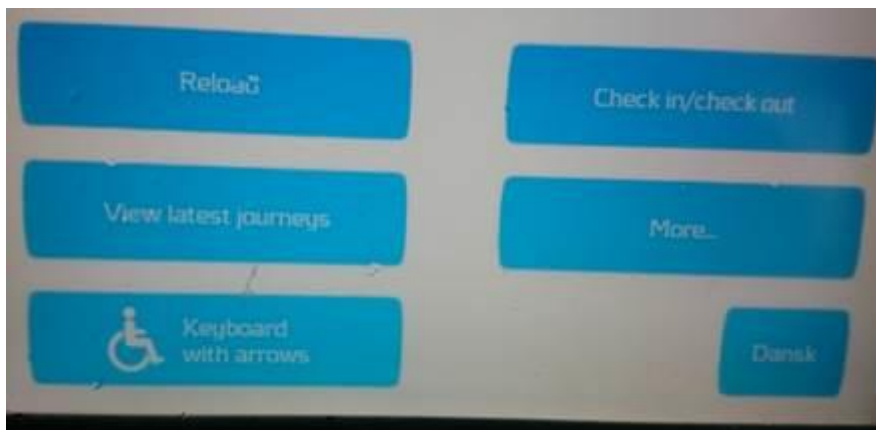 Reload
Check in/check out
View latest journeys
More...
Keyboard
with arrows
Dansk